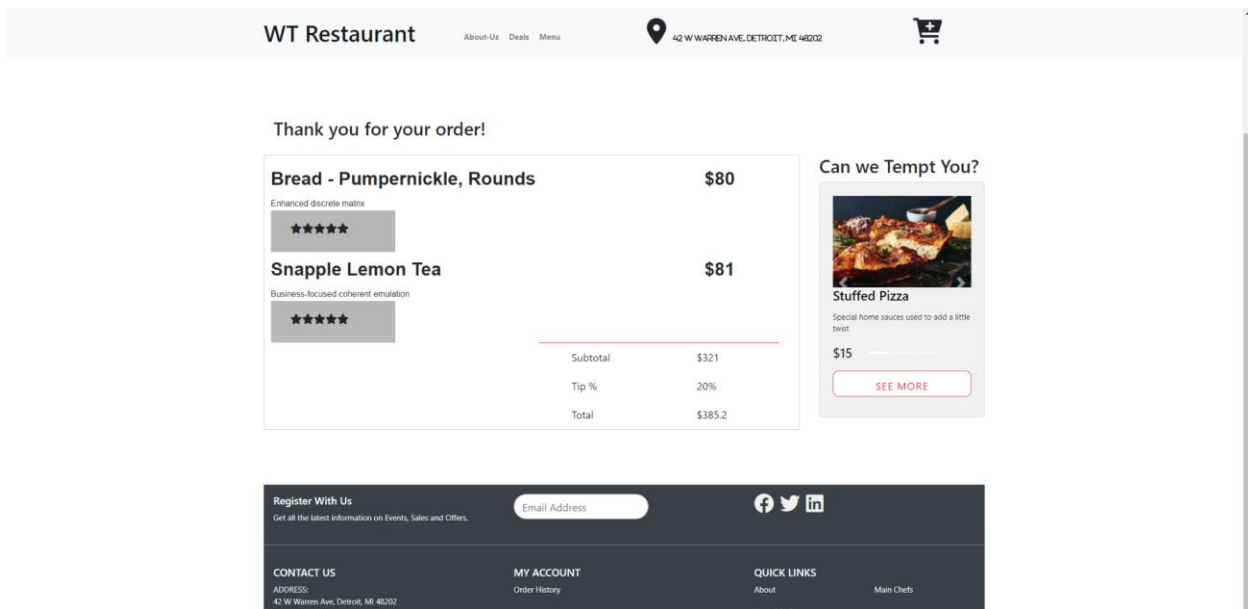 WT Restaurant
About-Us Deals Menu
42 W WARREN AVE, DETROIT, MI 48202
Thank you for your order!
Bread - Pumpernickle, Rounds $80
Enhanced discrete matrix
Snapple Lemon Tea $81
Business-focused coherent emulation
Subtotal $321
Tip % 20%
Total $385.2
Can we Tempt You?
Stuffed Pizza
Special home sauces used to add a little
twist
$15
SEE MORE
Register With Us
Get all the latest information on Events, Sales and Offers.
Email Address
CONTACT US
ADDRESS:
42 W Warren Ave, Detroit, MI 48202
MY ACCOUNT
Order History
QUICK LINKS
About Main Chefs